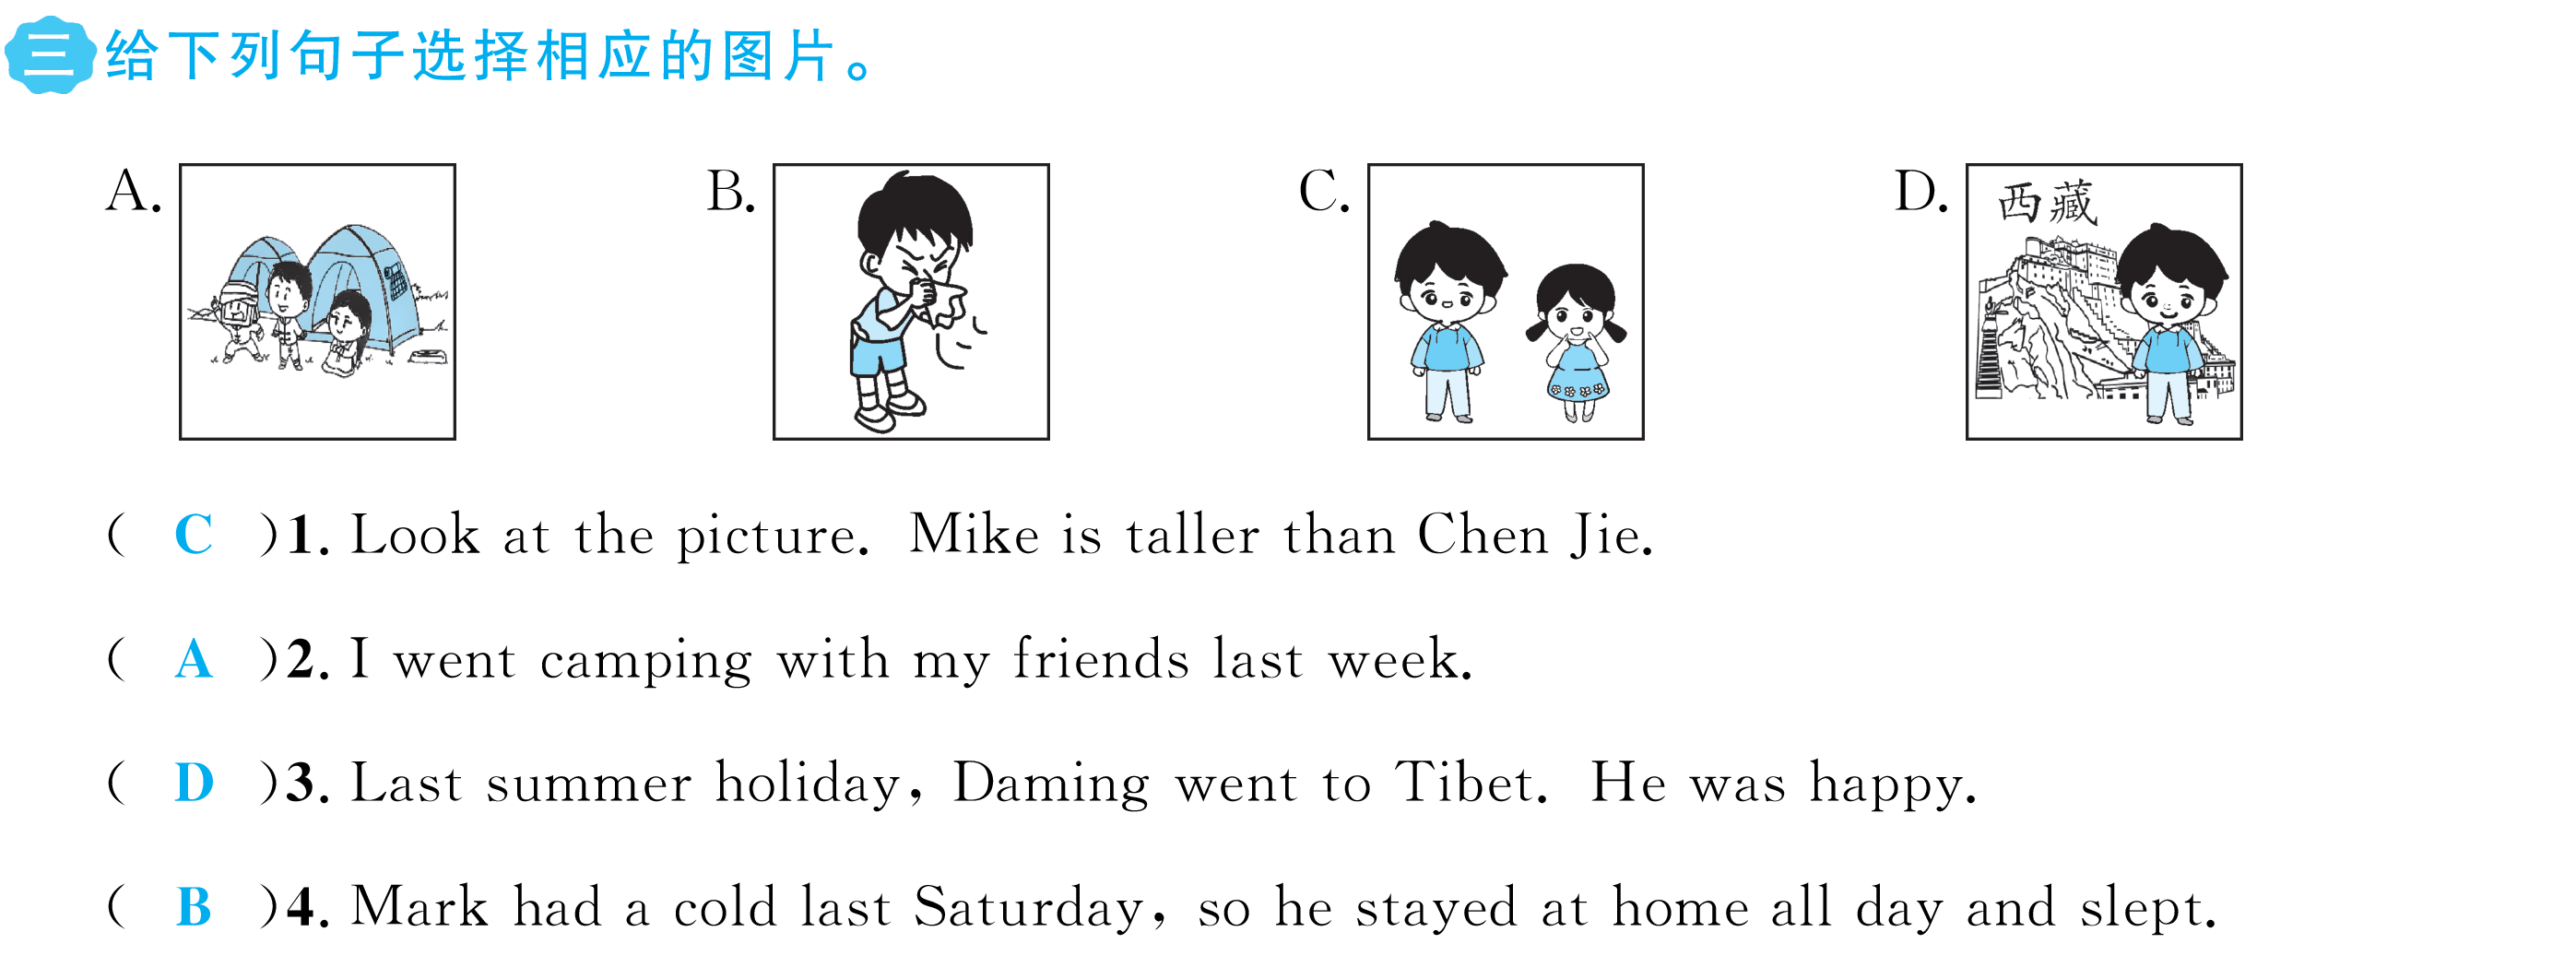 三 给下列句子选择相应的图片。
A. B. C. D. 西藏
( C )1. Look at the picture. Mike is taller than Chen Jie.
( A )2. I went camping with my friends last week.
( D )3. Last summer holiday, Daming went to Tibet. He was happy.
( B )4. Mark had a cold last Saturday, so he stayed at home all day and slept.